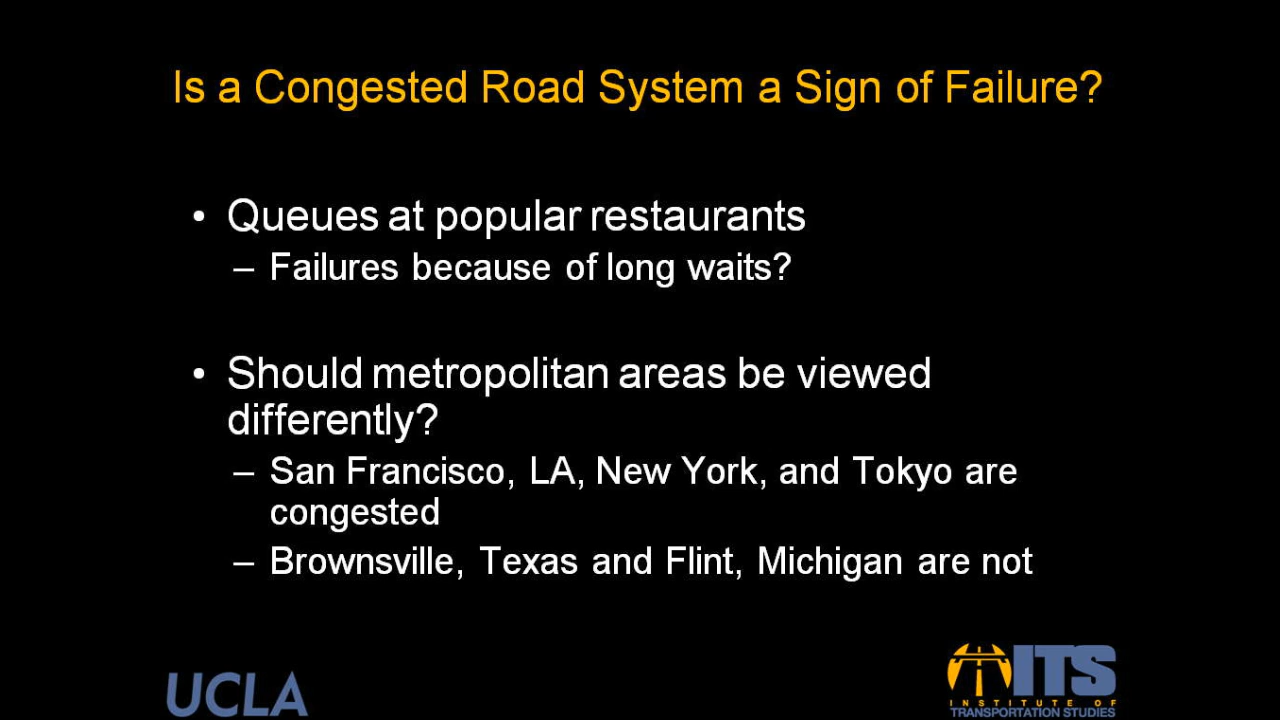 Is a Congested Road System a Sign of Failure?
• Queues at popular restaurants
– Failures because of long waits?
• Should metropolitan areas be viewed
differently?
– San Francisco, LA, New York, and Tokyo are
congested
– Brownsville, Texas and Flint, Michigan are not
UCLA
ITS
INSTITUTE OF
TRANSPORTATION STUDIES